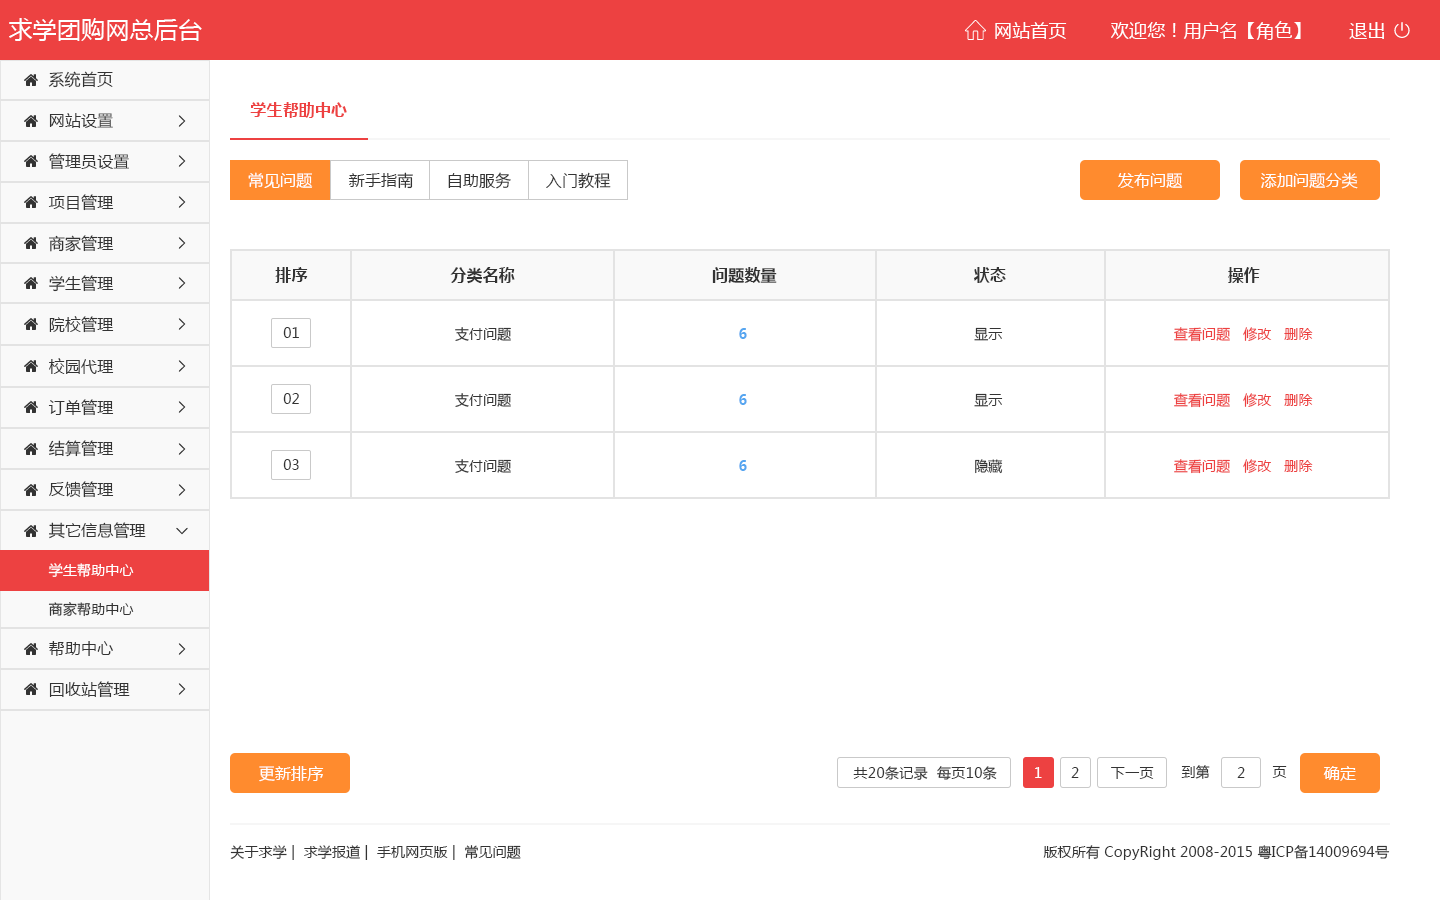 求学团购网总后台
网站首页 欢迎您！用户名【角色】 退出
系统首页
网站设置
管理员设置
项目管理
商家管理
学生管理
院校管理
校园代理
订单管理
结算管理
反馈管理
其它信息管理
学生帮助中心
商家帮助中心
帮助中心
回收站管理
学生帮助中心
常见问题 新手指南 自助服务 入门教程 发布问题 添加问题分类
排序 分类名称 问题数量 状态 操作
01 支付问题 6 显示 查看问题 修改 删除
02 支付问题 6 显示 查看问题 修改 删除
03 支付问题 6 隐藏 查看问题 修改 删除
更新排序 共20条记录 每页10条 1 2 下一页 到第 2 页 确定
关于求学 | 求学报道 | 手机网页版 | 常见问题 版权所有 CopyRight 2008-2015 粤ICP备14009694号